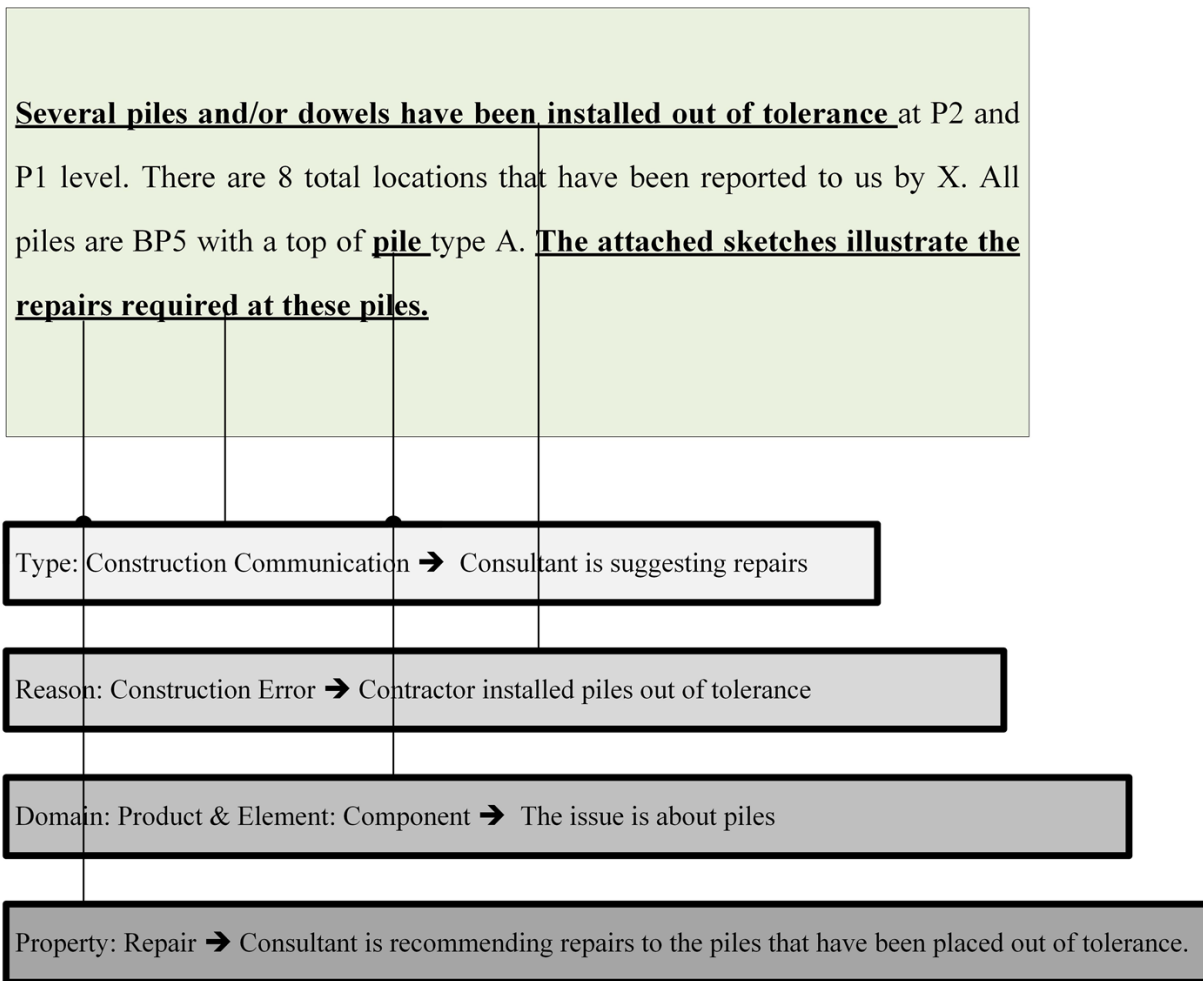 Several piles and/or dowels have been installed out of tolerance at P2 and
P1 level. There are 8 total locations that have been reported to us by X. All
piles are BP5 with a top of pile type A. The attached sketches illustrate the
repairs required at these piles.
Type: Construction Communication ➔ Consultant is suggesting repairs
Reason: Construction Error ➔ Contractor installed piles out of tolerance
Domain: Product & Element: Component ➔ The issue is about piles
Property: Repair ➔ Consultant is recommending repairs to the piles that have been placed out of tolerance.